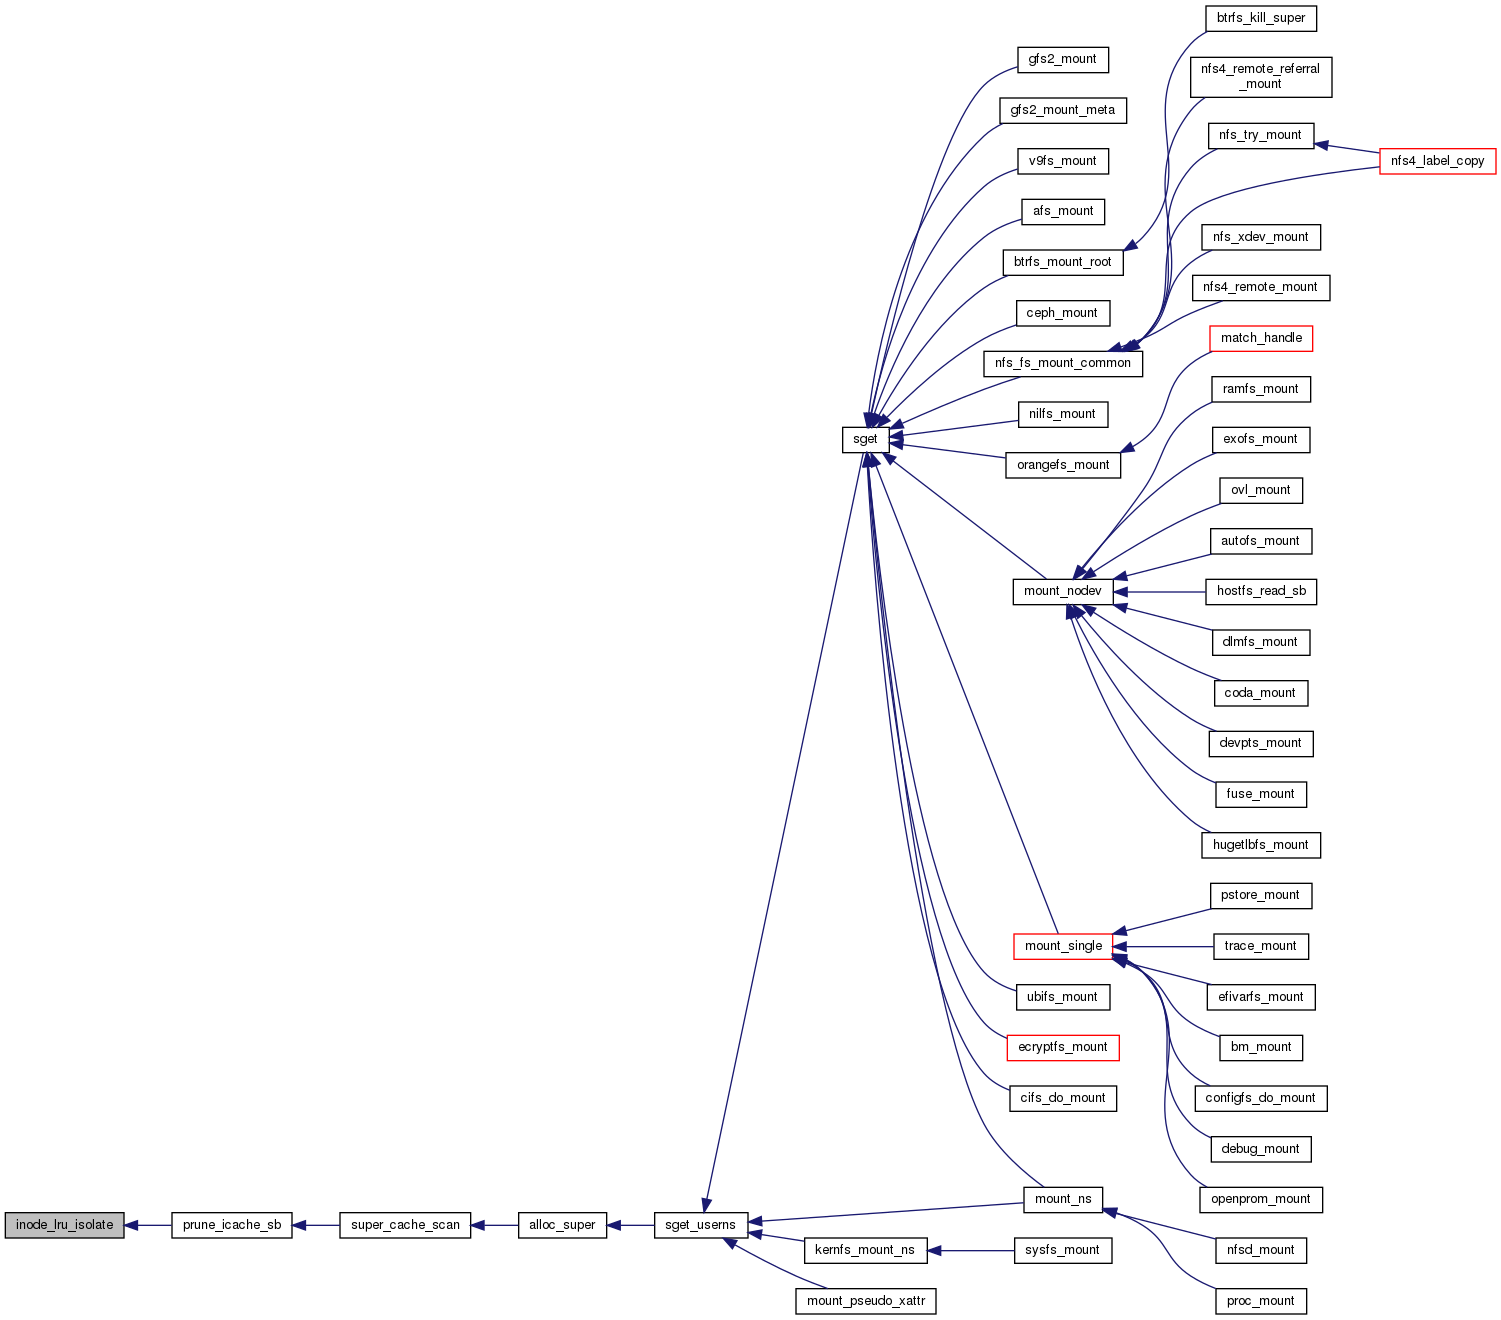 btrfs_kill_super
gfs2_mount
nfs4_remote_referral
_mount
gfs2_mount_meta
nfs_try_mount
v9fs_mount
nfs4_label_copy
afs_mount
nfs_xdev_mount
btrfs_mount_root
nfs4_remote_mount
ceph_mount
match_handle
nfs_fs_mount_common
ramfs_mount
nilfs_mount
sget
exofs_mount
orangefs_mount
ovl_mount
autofs_mount
mount_nodev
hostfs_read_sb
dlmfs_mount
coda_mount
devpts_mount
fuse_mount
hugetlbfs_mount
pstore_mount
mount_single
trace_mount
ubifs_mount
efivarfs_mount
ecryptfs_mount
bm_mount
cifs_do_mount
configfs_do_mount
debug_mount
mount_ns
openprom_mount
inode_lru_isolate
prune_icache_sb
super_cache_scan
alloc_super
sget_userns
kernfs_mount_ns
sysfs_mount
nfsd_mount
mount_pseudo_xattr
proc_mount